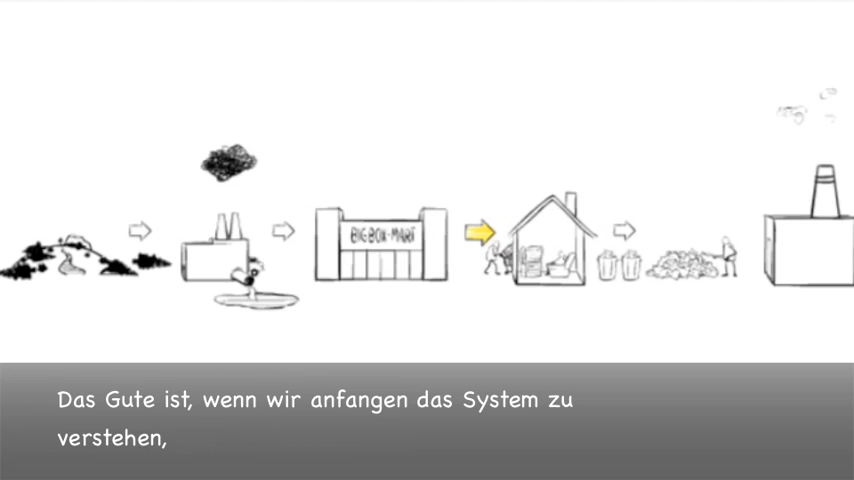 BIG-BOX-MART
Das Gute ist, wenn wir anfangen das System zu
verstehen,